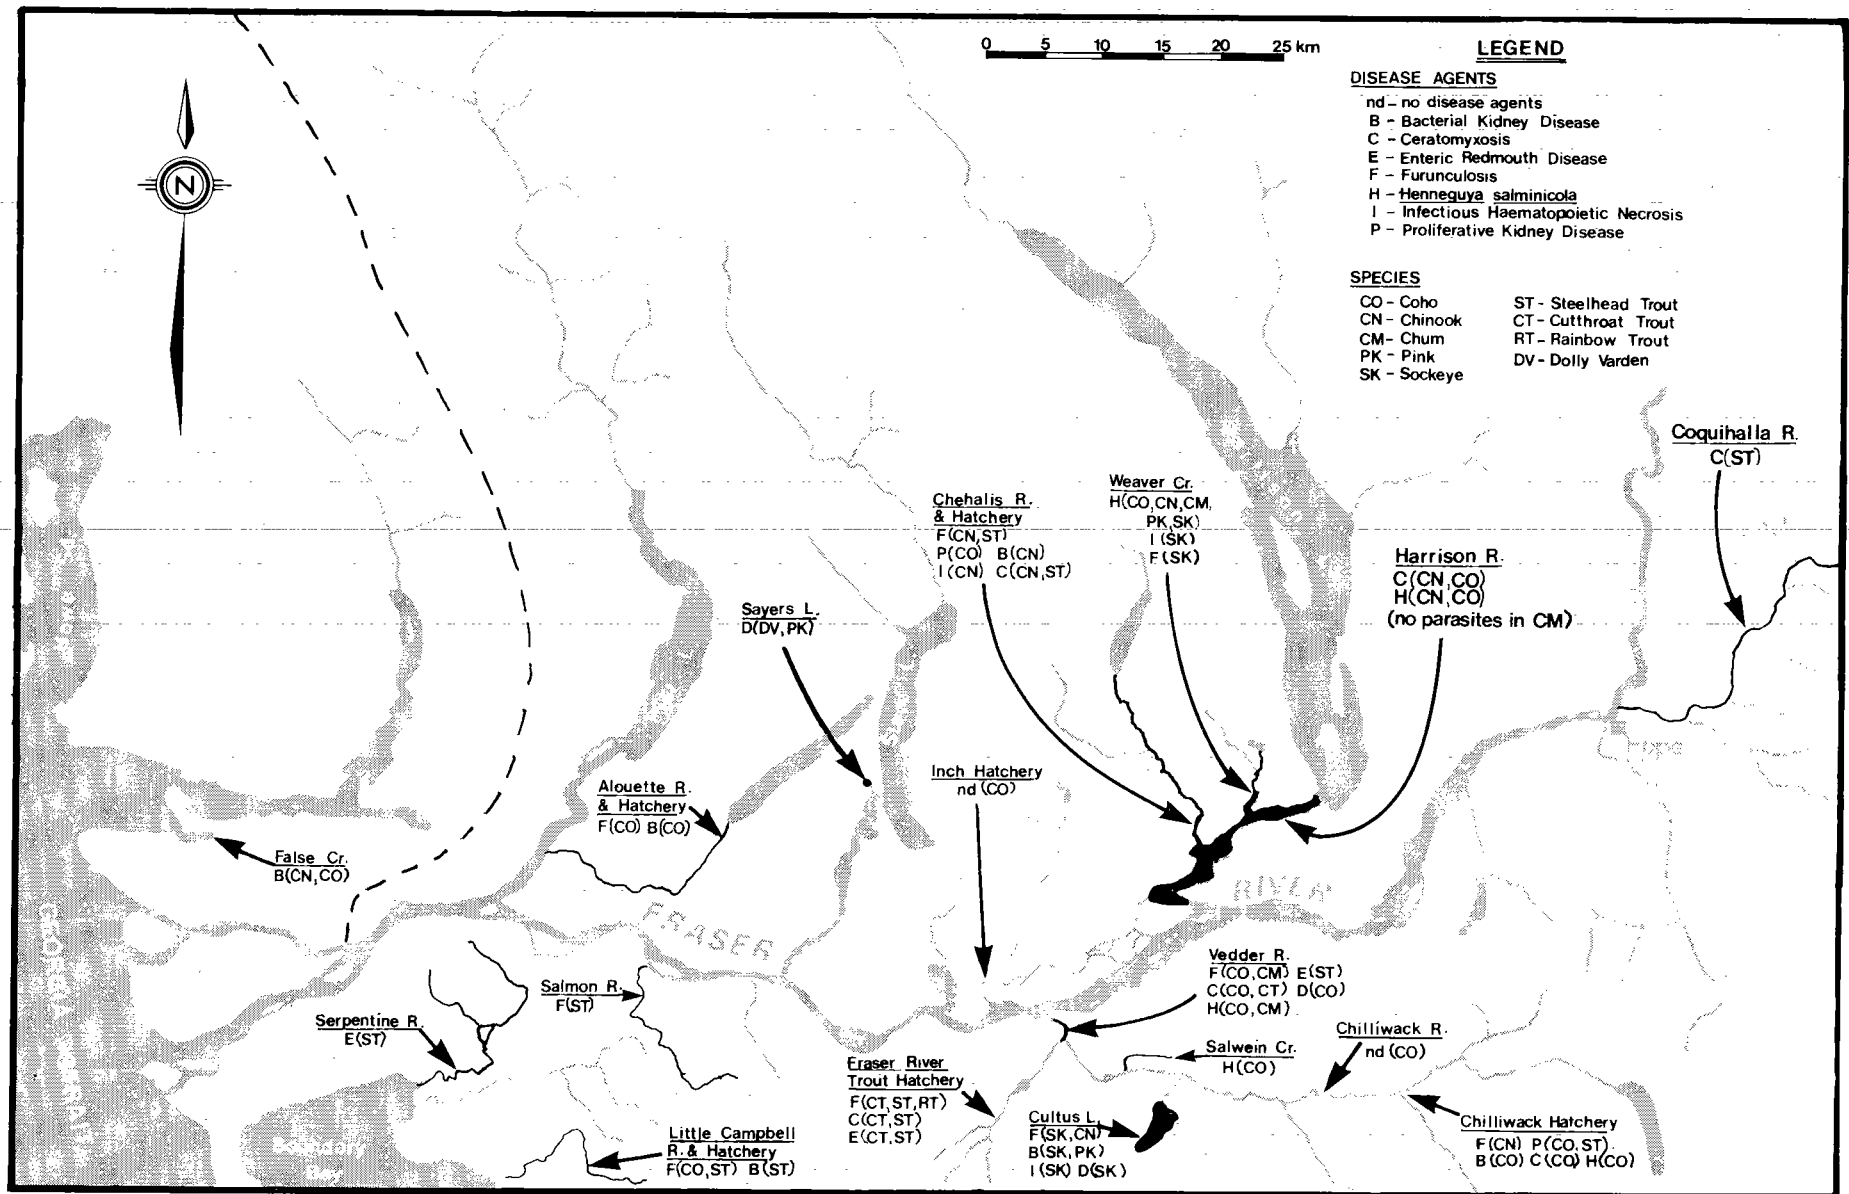 0 5 10 15 20 25 km
LEGEND
DISEASE AGENTS
nd - no disease agents
B - Bacterial Kidney Disease
C - Ceratomyxosis
E - Enteric Redmouth Disease
F - Furunculosis
H - Henneguya salminicola
I - Infectious Haematopoietic Necrosis
P - Proliferative Kidney Disease
SPECIES
CO - Coho
CN - Chinook
CM - Chum
PK - Pink
SK - Sockeye
ST - Steelhead Trout
CT - Cutthroat Trout
RT - Rainbow Trout
DV - Dolly Varden
N
Coquihalla R.
C(ST)
Weaver Cr.
H(CO,CN,CM,
PK,SK)
I(SK)
F(SK)
Chehalis R.
& Hatchery
F(CN,ST)
P(CO) B(CN)
I(CN) C(CN,ST)
Harrison R.
C(CN,CO)
H(CN,CO)
(no parasites in CM)
Sayers L.
D(DV,PK)
Inch Hatchery
nd (CO)
Alouette R.
& Hatchery
F(CO) B(CO)
False Cr.
B(CN,CO)
FRASER
RIVER
Hope
Vedder R.
F(CO,CM) E(ST)
C(CO,CT) D(CO)
H(CO,CM)
Salmon R.
F(ST)
Serpentine R.
E(ST)
Salwein Cr.
H(CO)
Chilliwack R.
nd (CO)
Fraser River
Trout Hatchery
F(CT,ST,RT)
C(CT,ST)
E(CT,ST)
Cultus L.
F(SK,CN)
B(SK,PK)
I(SK) D(SK)
Chilliwack Hatchery
F(CN) P(CO,ST)
B(CO) C(CO) H(CO)
Little Campbell
R. & Hatchery
F(CO,ST) B(ST)
Boundary
Bay